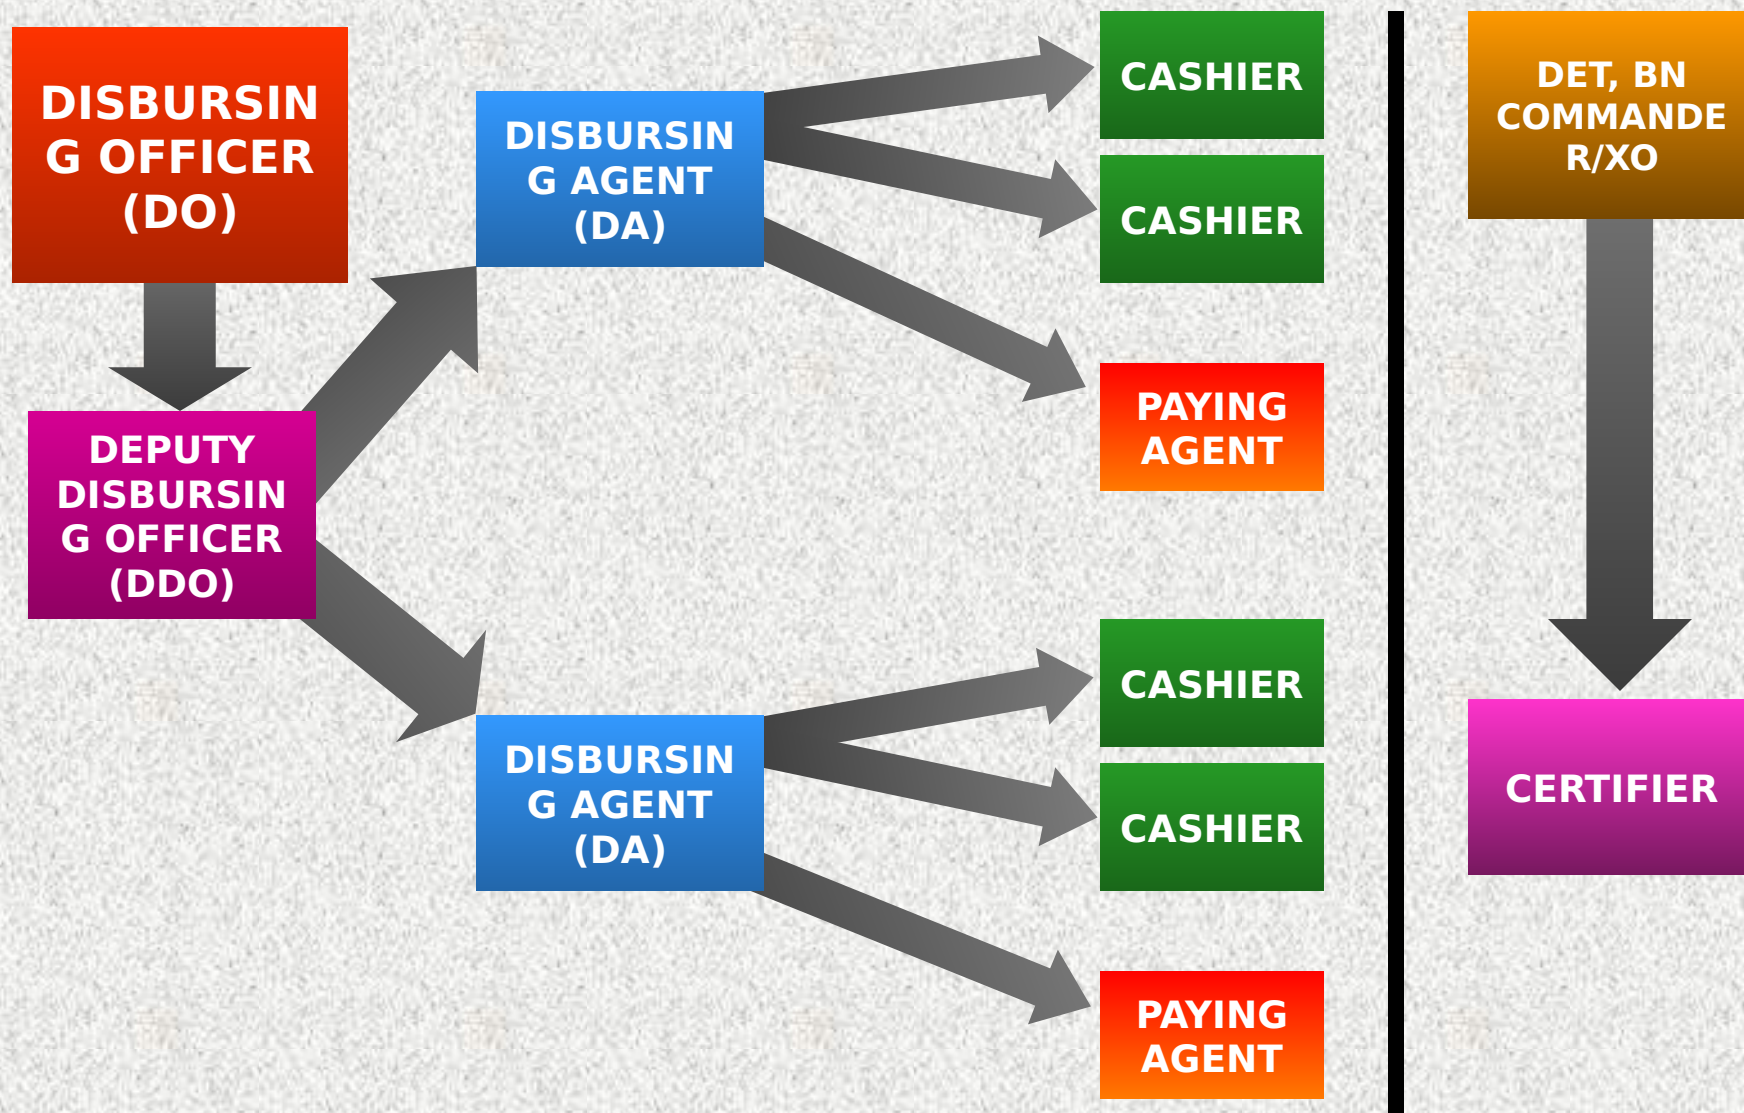 DISBURSIN
G OFFICER
(DO)
DEPUTY
DISBURSIN
G OFFICER
(DDO)
DISBURSIN
G AGENT
(DA)
CASHIER
CASHIER
PAYING
AGENT
DISBURSIN
G AGENT
(DA)
CASHIER
CASHIER
PAYING
AGENT
DET, BN
COMMANDE
R/XO
CERTIFIER